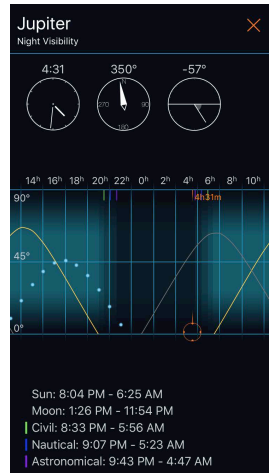 Jupiter
Night Visibility
4:31 350° -57°
0
270 90
180
14h 16h 18h 20h 22h 0h 2h 4h 6h 8h 10h
90°
4h31m
45°
0°
Sun: 8:04 PM - 6:25 AM
Moon: 1:26 PM - 11:54 PM
Civil: 8:33 PM - 5:56 AM
Nautical: 9:07 PM - 5:23 AM
Astronomical: 9:43 PM - 4:47 AM